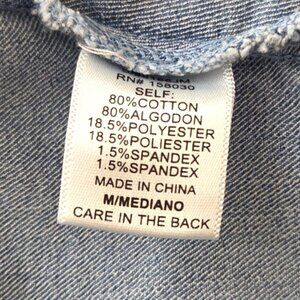 RN# 158030
SELF:
80%COTTON
80%ALGODON
18.5%POLYESTER
18.5%POLIESTER
1.5%SPANDEX
1.5%SPANDEX
MADE IN CHINA
M/MEDIANO
CARE IN THE BACK